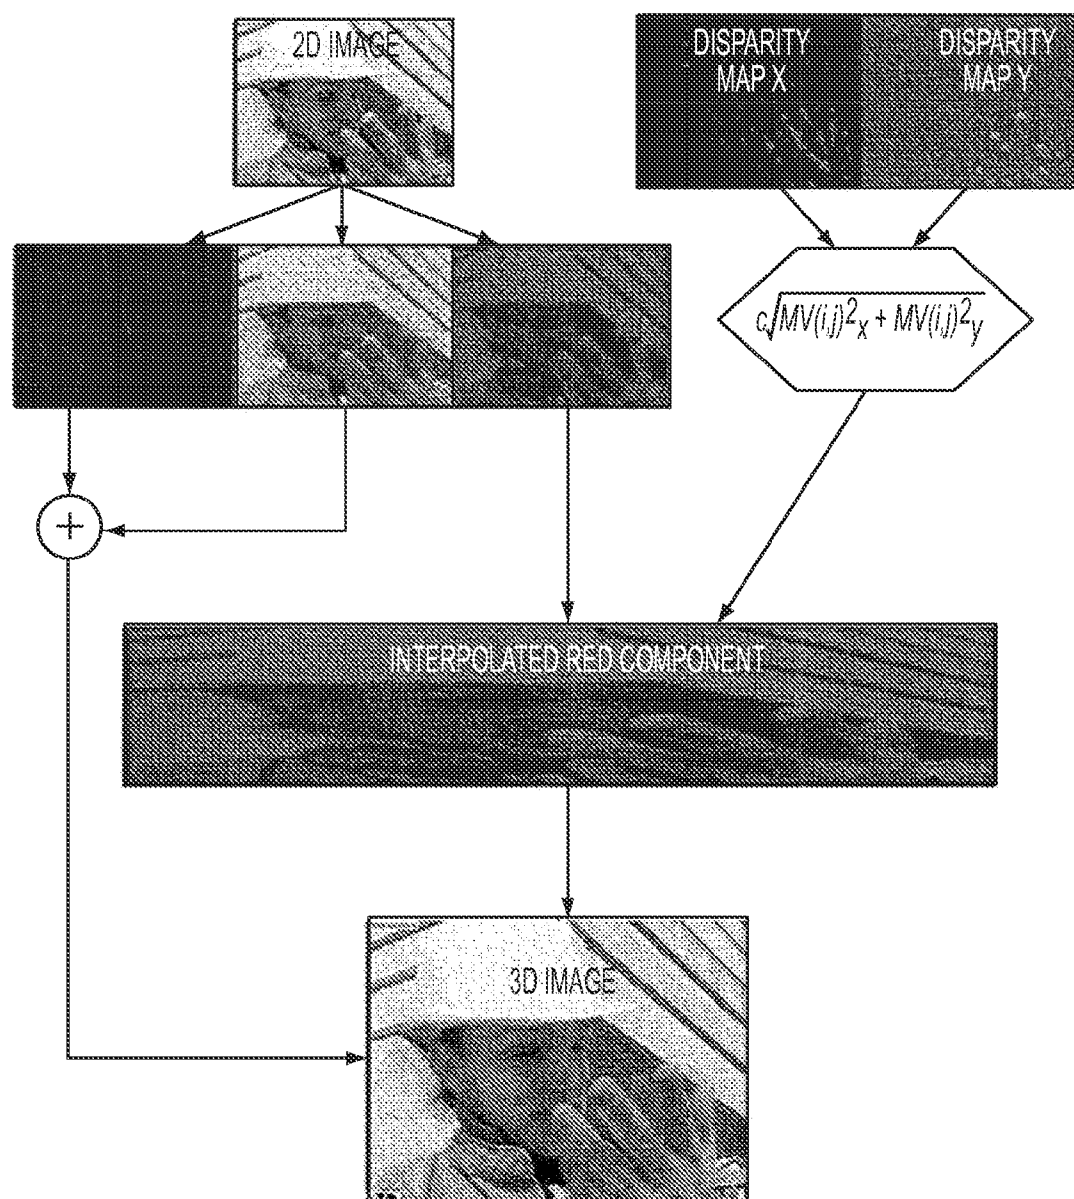 2D IMAGE
DISPARITY
MAP X
DISPARITY
MAP Y
c√MV(i,j)²x + MV(i,j)²y
+
INTERPOLATED RED COMPONENT
3D IMAGE